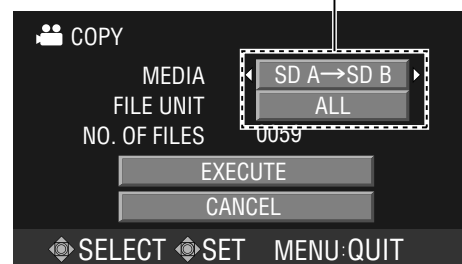 COPY
MEDIA SD A→SD B
FILE UNIT ALL
NO. OF FILES 0059
EXECUTE
CANCEL
SELECT SET MENU:QUIT